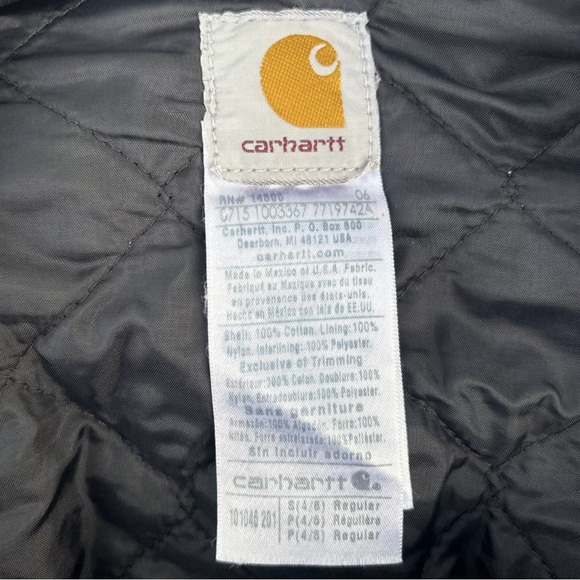 carhartt
RN# 14806 06
C715 1003367 7719742A
Carhartt, Inc. P. O. Box 600
Dearborn, MI 48121 USA
carhartt.com
Made in Mexico of U.S.A. Fabric.
Fabriqué au Mexique avec du tissu
en provenance des états-unis.
Hecho en México con tela de EE.UU.
Shell: 100% Cotton. Lining: 100%
Nylon. Interlining: 100% Polyester.
Exclusive of Trimming
Extérieur: 100% Coton. Doublure: 100%
Nylon. Entredoublure: 100% Polyester
Sans garniture
Armazón: 100% Algodón. Forro: 100%
Nilón. Forro entretelado: 100% Poliéster.
Sin incluir adorno
carhartt
101046 201
S(4/6) Regular
P(4/6) Régulière
P(4/6) Regular